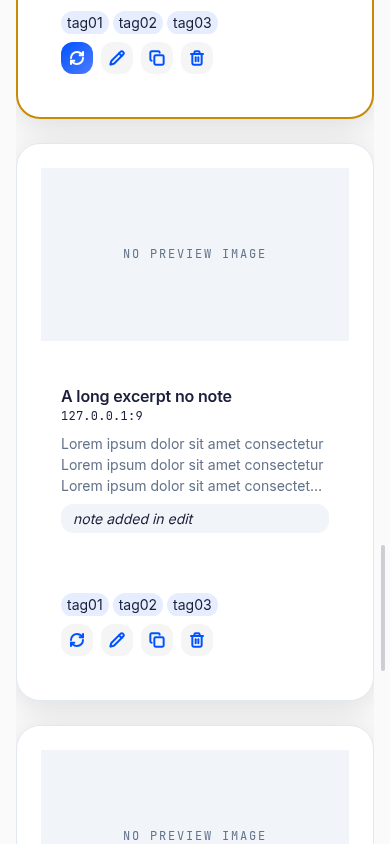 tag01 tag02 tag03
NO PREVIEW IMAGE
A long excerpt no note
127.0.0.1:9
Lorem ipsum dolor sit amet consectetur
Lorem ipsum dolor sit amet consectetur
Lorem ipsum dolor sit amet consectet...
note added in edit
tag01 tag02 tag03
NO PREVIEW IMAGE